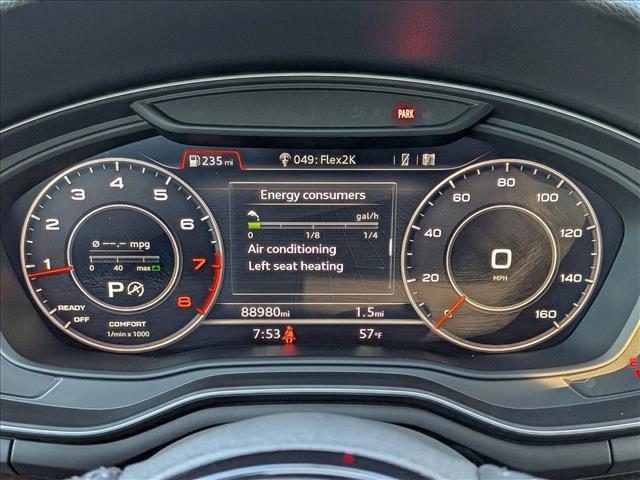 PARK
235 mi
049: Flex2K
Energy consumers
gal/h
0 1/8 1/4
Air conditioning
Left seat heating
1 2 3 4 5 6 7 8
Ø --.- mpg
0 40 max
P A
READY
OFF
COMFORT
1/min x 1000
0 20 40 60 80 100 120 140 160
0
MPH
88980mi 1.5mi
7:53 57°F